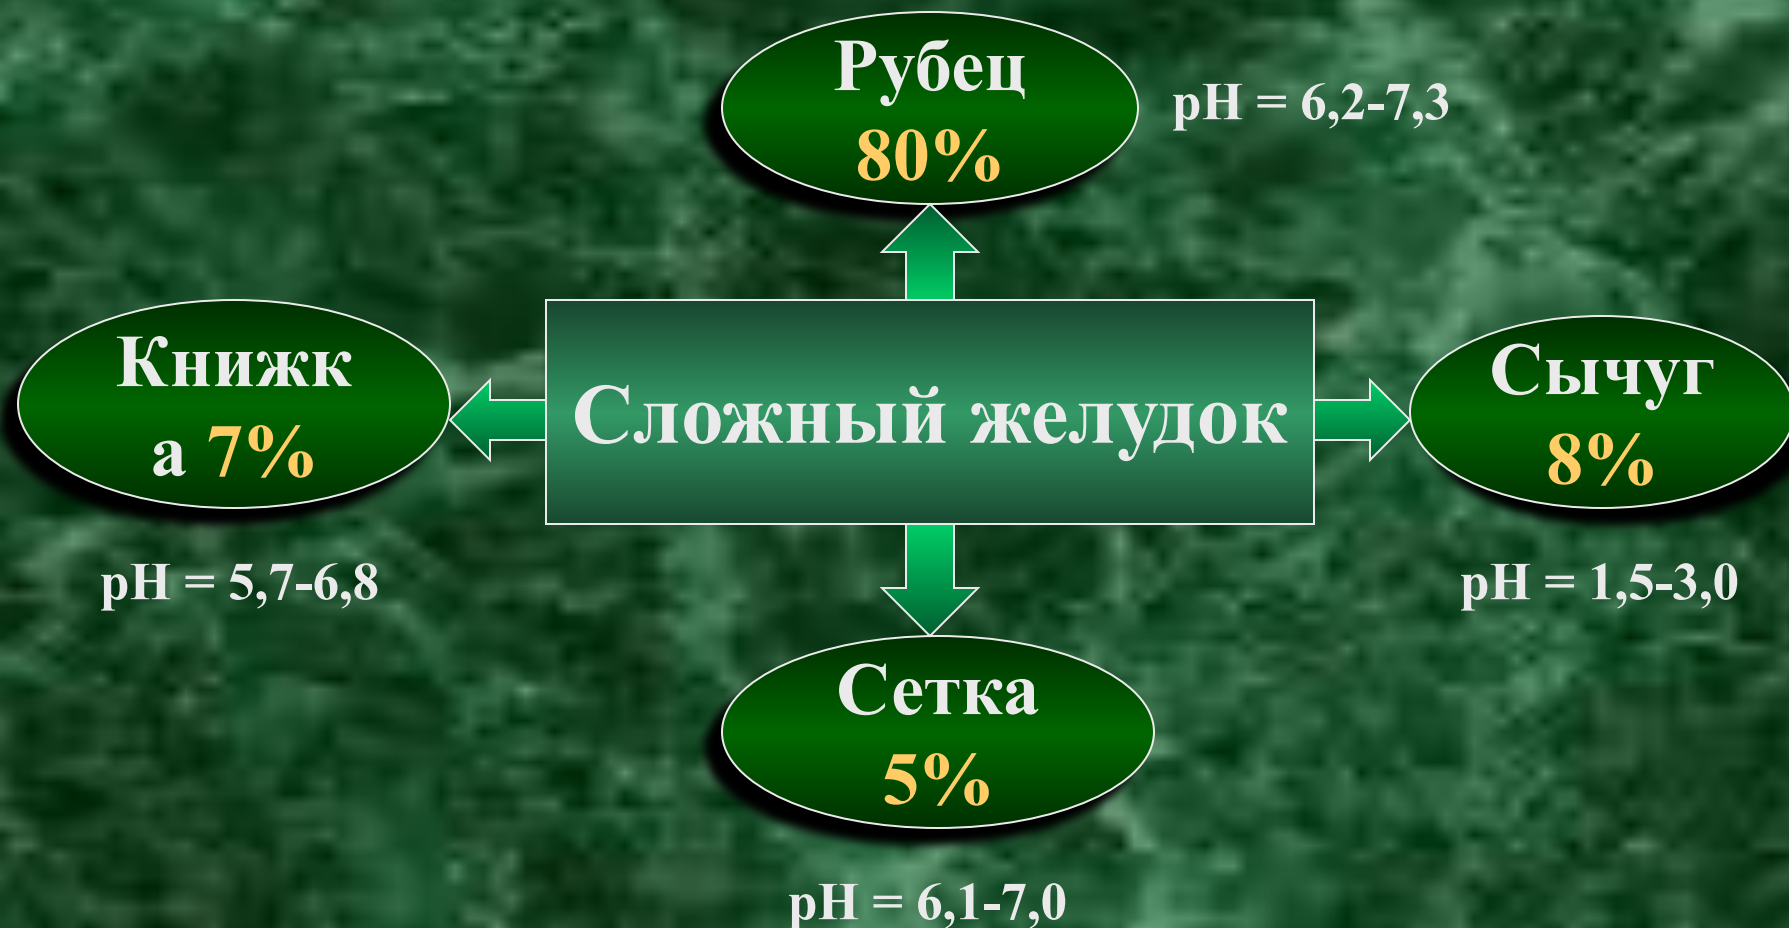 Рубец
80%
pH = 6,2-7,3
Книжк
а 7%
pH = 5,7-6,8
Сложный желудок
Сычуг
8%
pH = 1,5-3,0
Сетка
5%
pH = 6,1-7,0